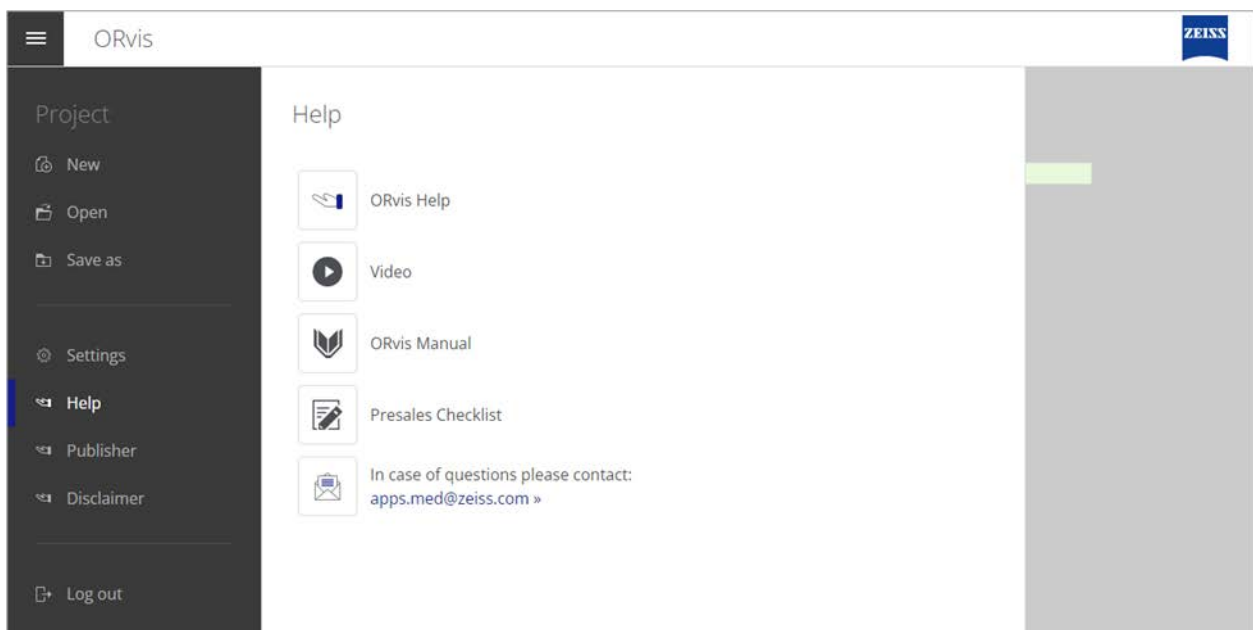 ORvis
ZEISS
Project
New
Open
Save as
Settings
Help
Publisher
Disclaimer
Log out
Help
ORvis Help
Video
ORvis Manual
Presales Checklist
In case of questions please contact:
apps.med@zeiss.com »